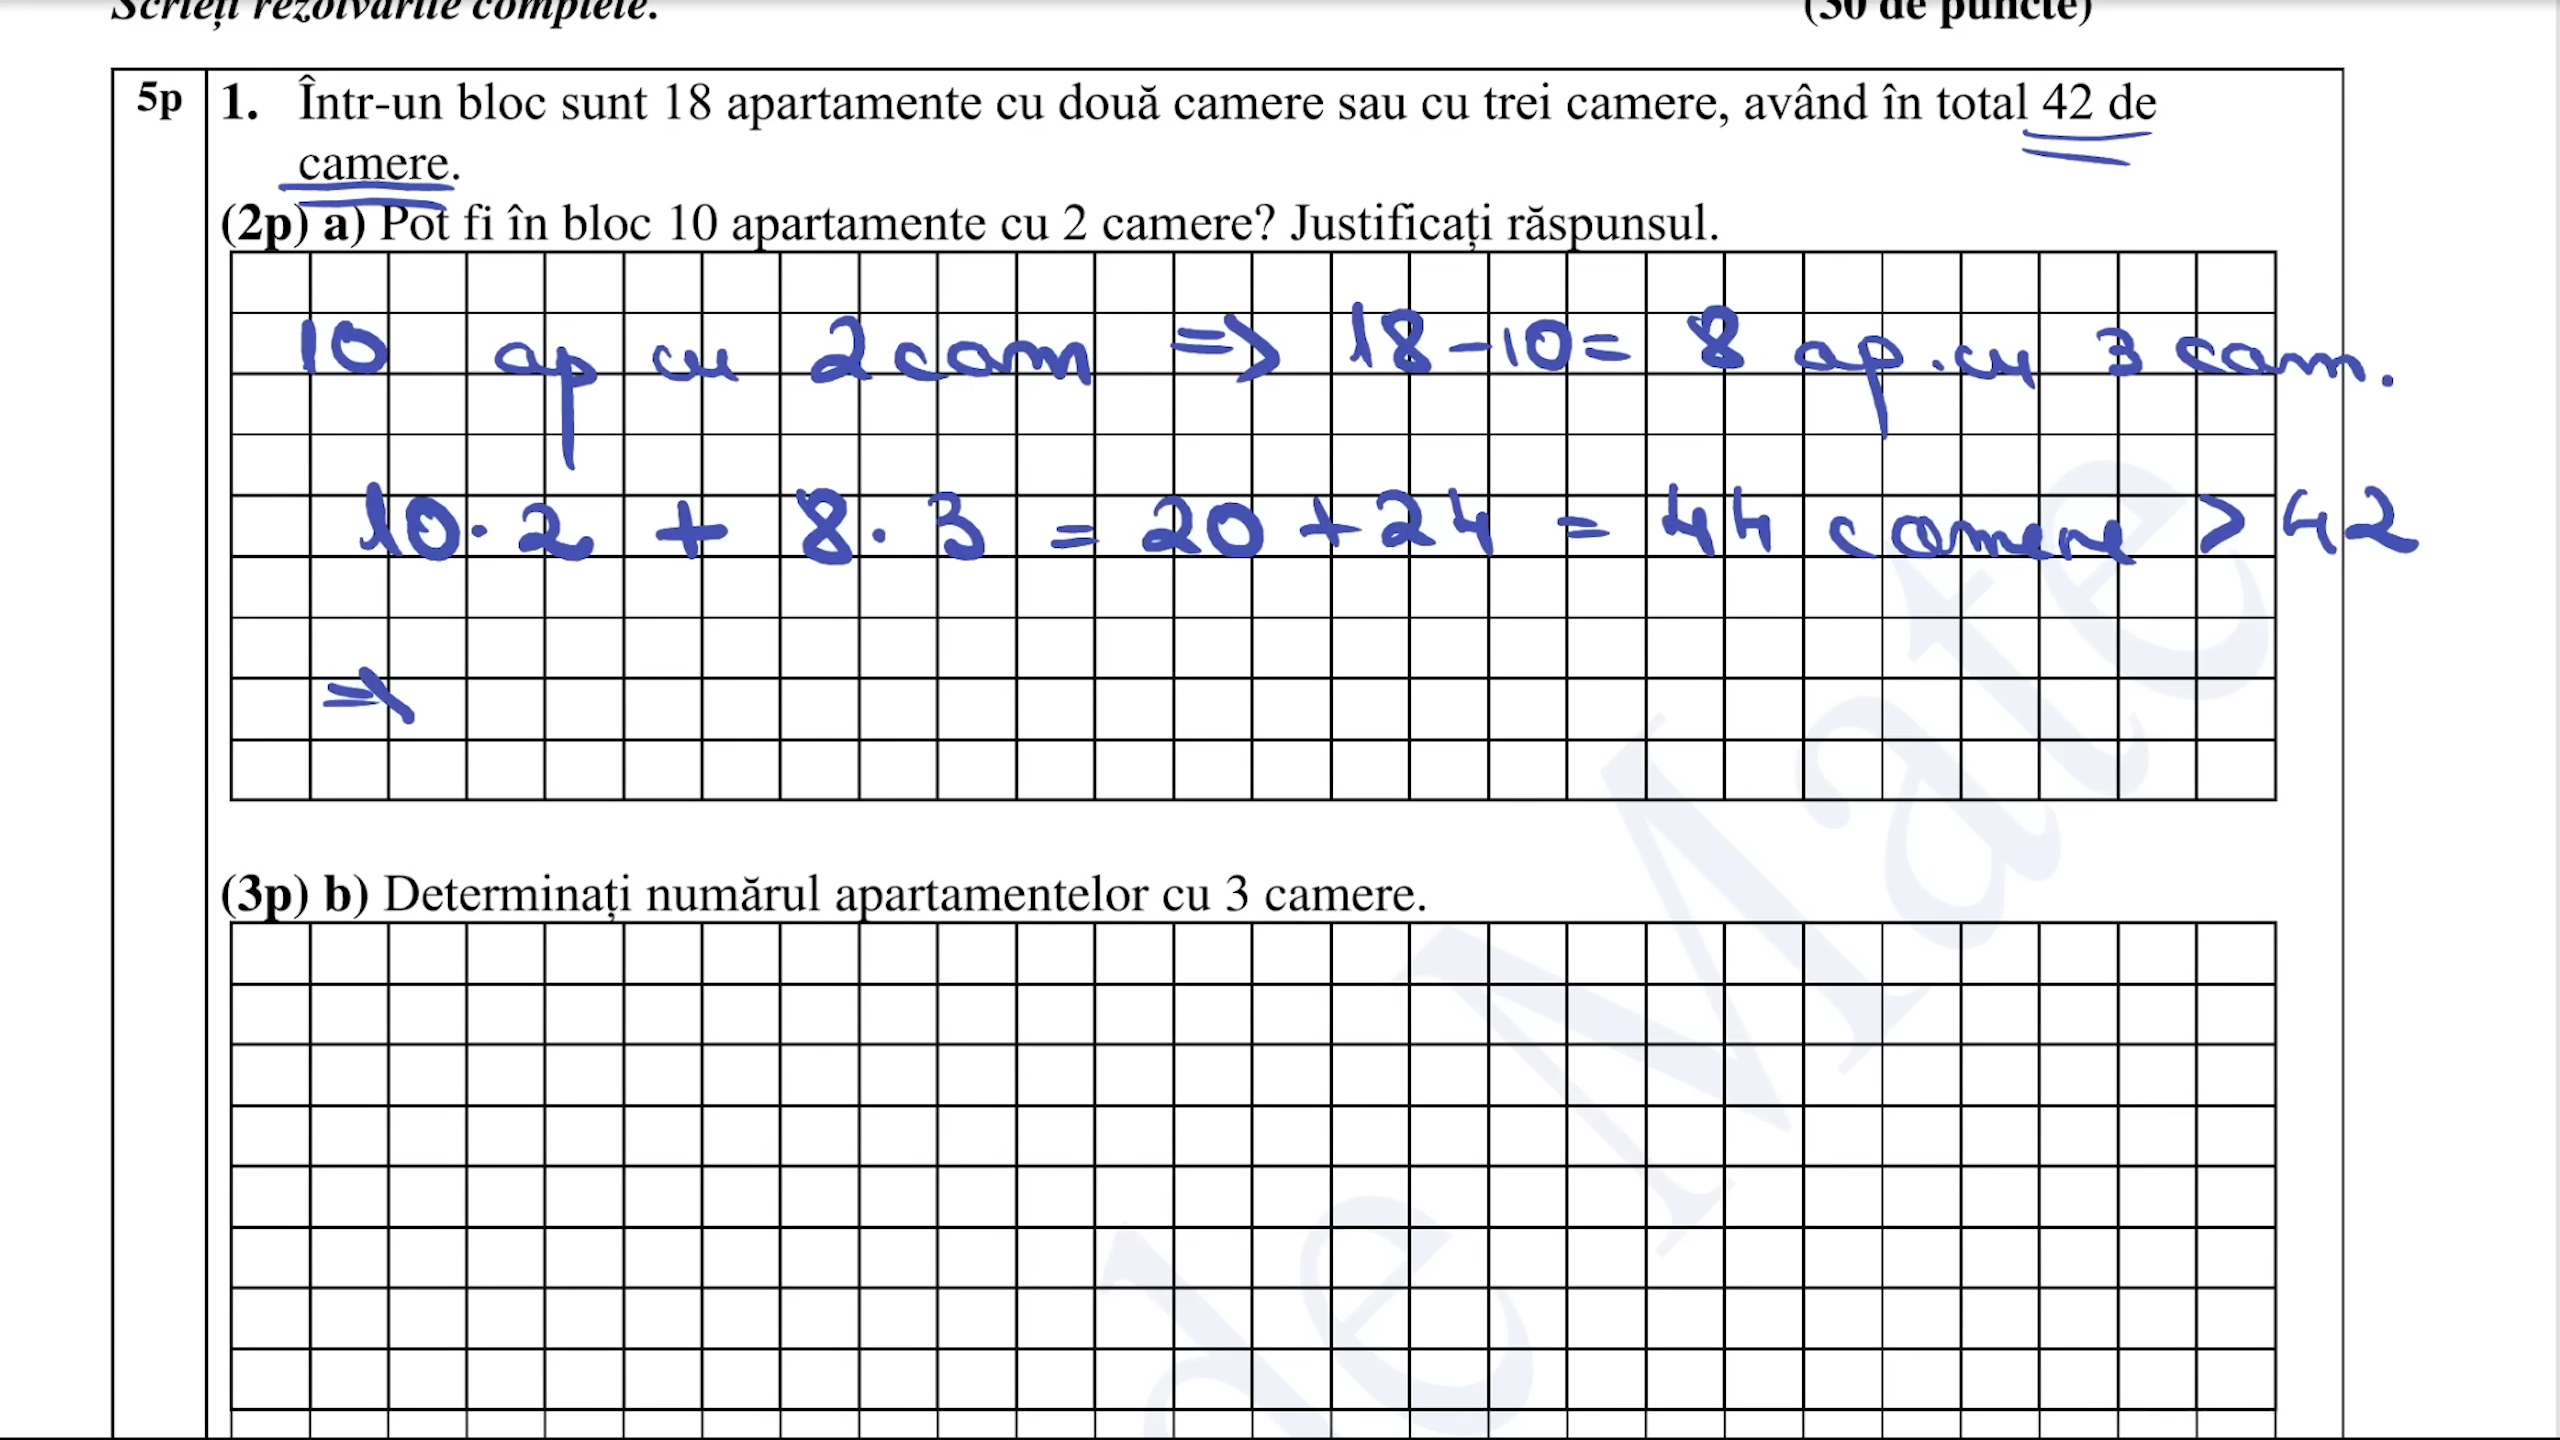 Scrieți rezolvările complete. (30 de puncte)
5p 1. Într-un bloc sunt 18 apartamente cu două camere sau cu trei camere, având în total 42 de
camere.
(2p) a) Pot fi în bloc 10 apartamente cu 2 camere? Justificați răspunsul.
10 ap cu 2 cam => 18-10= 8 ap. cu 3 cam.
10·2 + 8·3 = 20+24 = 44 camere > 42
=>
(3p) b) Determinați numărul apartamentelor cu 3 camere.
de Mate